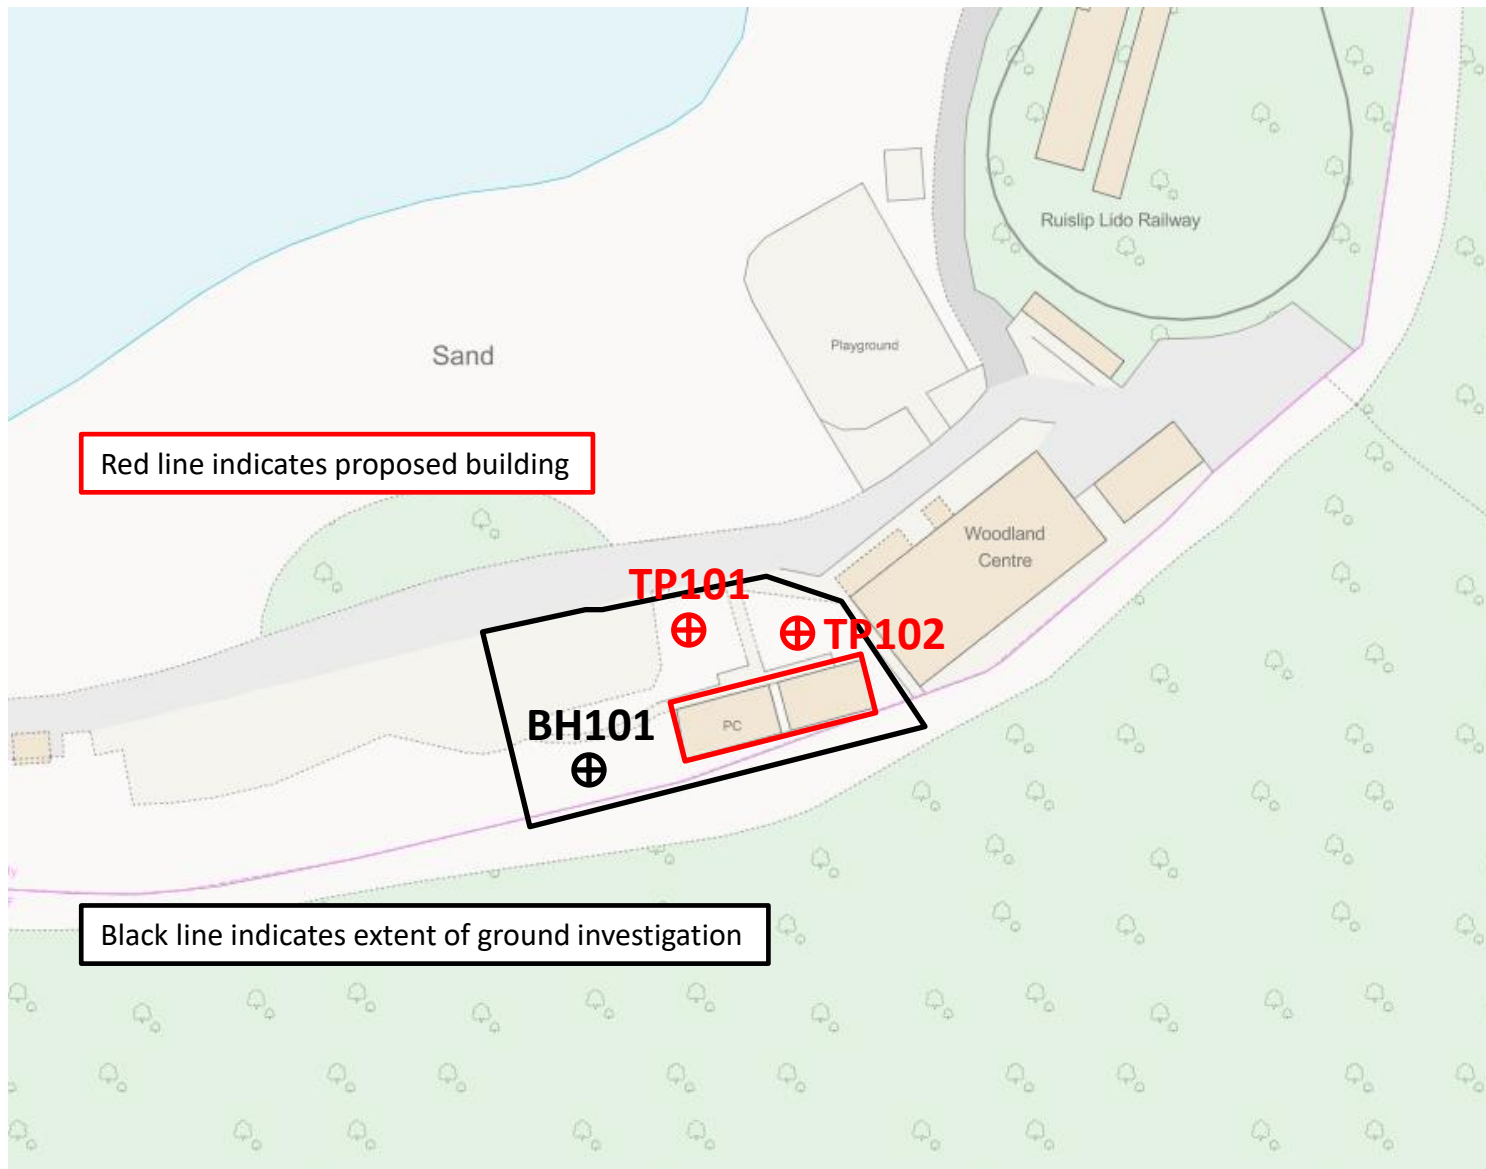 Ruislip Lido Railway
Playground
Sand
Red line indicates proposed building
Woodland
Centre
TP101
TP102
BH101
PC
Black line indicates extent of ground investigation